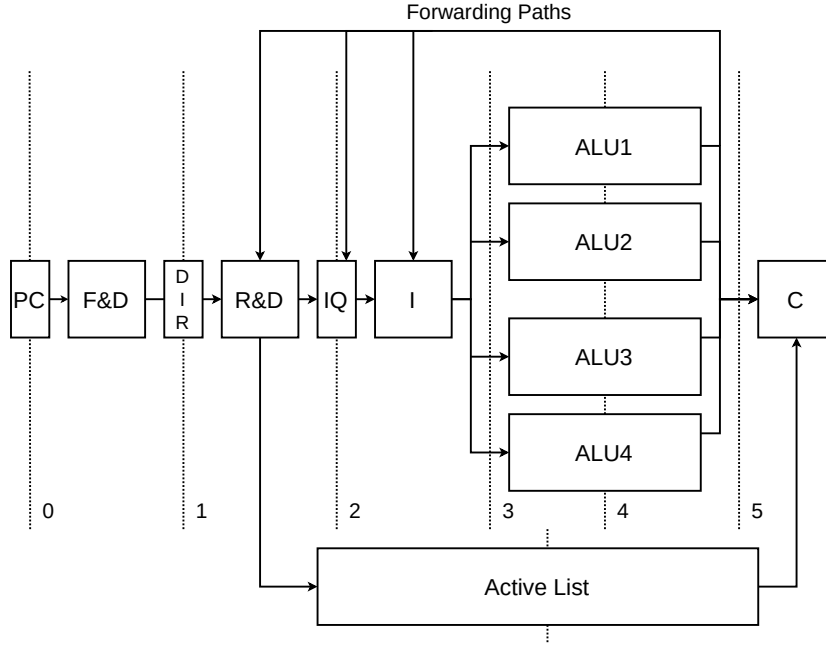 Forwarding Paths
ALU1
ALU2
PC
F&D
D
I
R
R&D
IQ
I
C
ALU3
ALU4
0
1
2
3
4
5
Active List